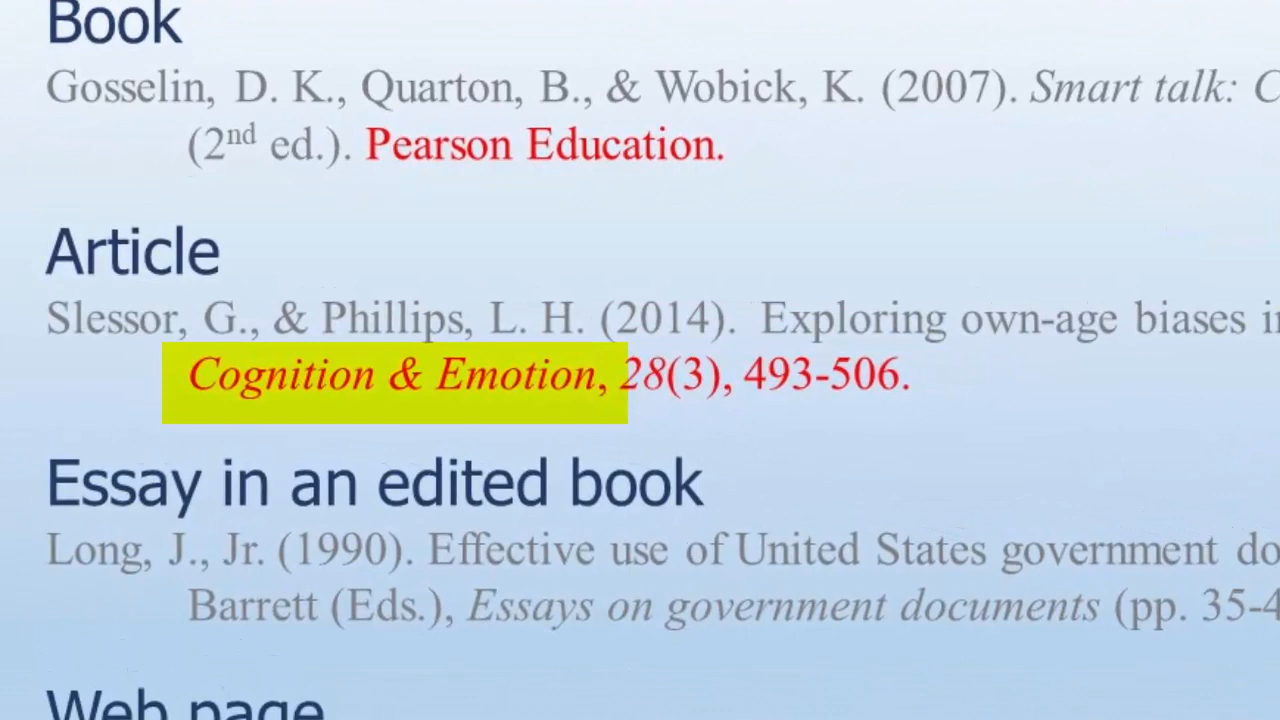 Book
Gosselin, D. K., Quarton, B., & Wobick, K. (2007). Smart talk: C
(2nd ed.). Pearson Education.
Article
Slessor, G., & Phillips, L. H. (2014). Exploring own-age biases in
Cognition & Emotion, 28(3), 493-506.
Essay in an edited book
Long, J., Jr. (1990). Effective use of United States government do
Barrett (Eds.), Essays on government documents (pp. 35-4
Web page